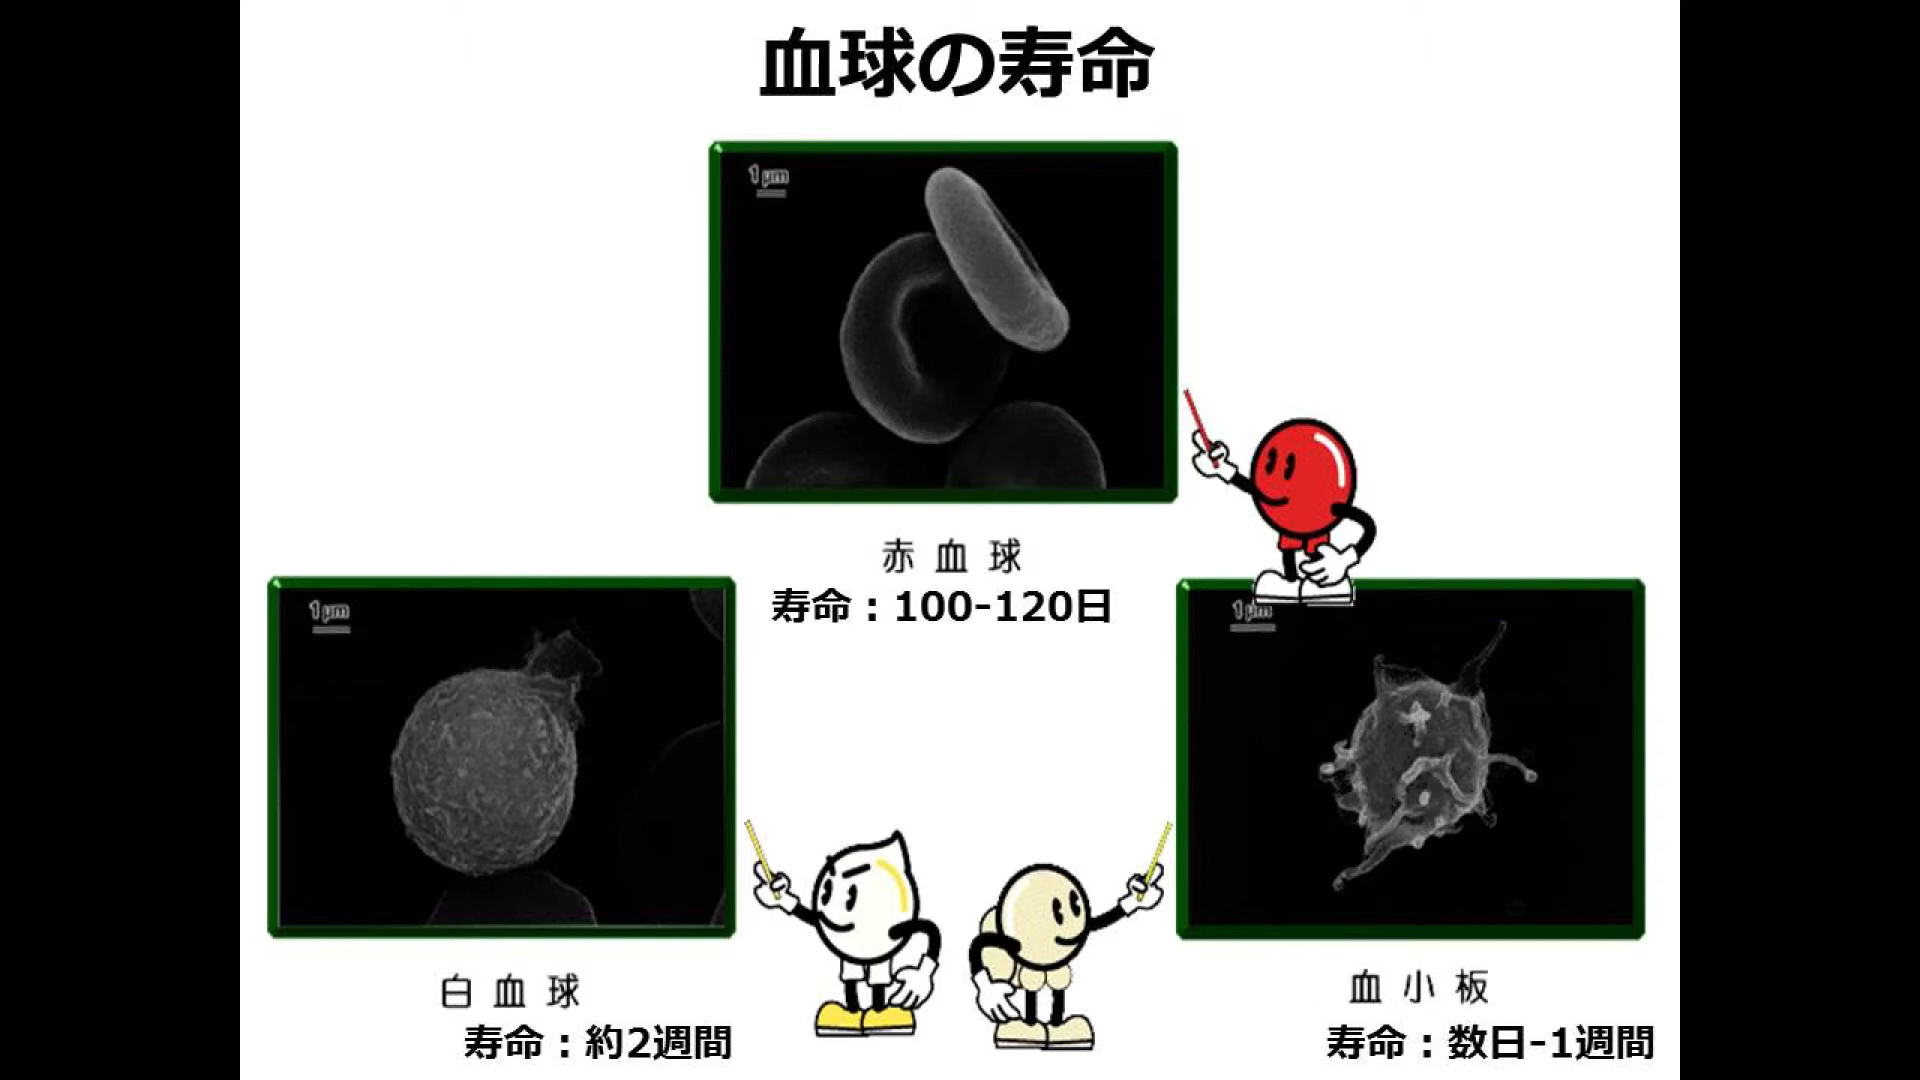 血球の寿命
1 μm
赤血球
寿命：100-120日
1 μm
白血球
寿命：約2週間
1 μm
血小板
寿命：数日-1週間